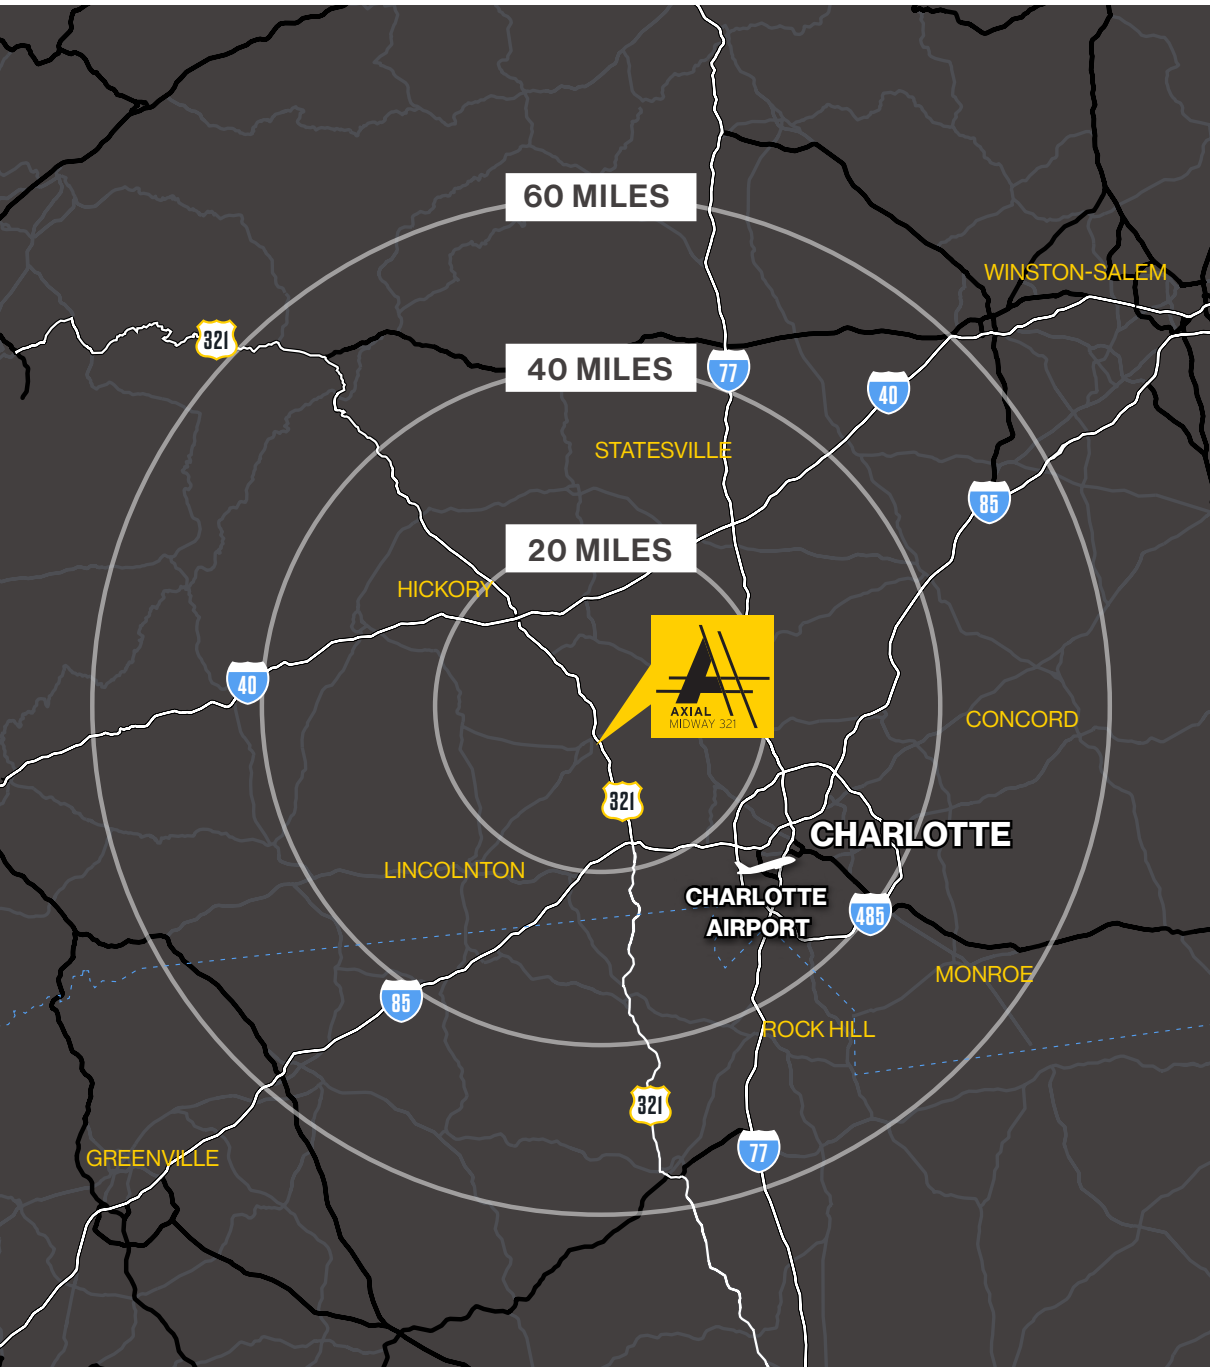 60 MILES
WINSTON-SALEM
321
40 MILES
77
40
STATESVILLE
85
20 MILES
HICKORY
40
AXIAL
MIDWAY 321
CONCORD
321
CHARLOTTE
LINCOLNTON
CHARLOTTE
AIRPORT
485
MONROE
85
ROCK HILL
321
77
GREENVILLE